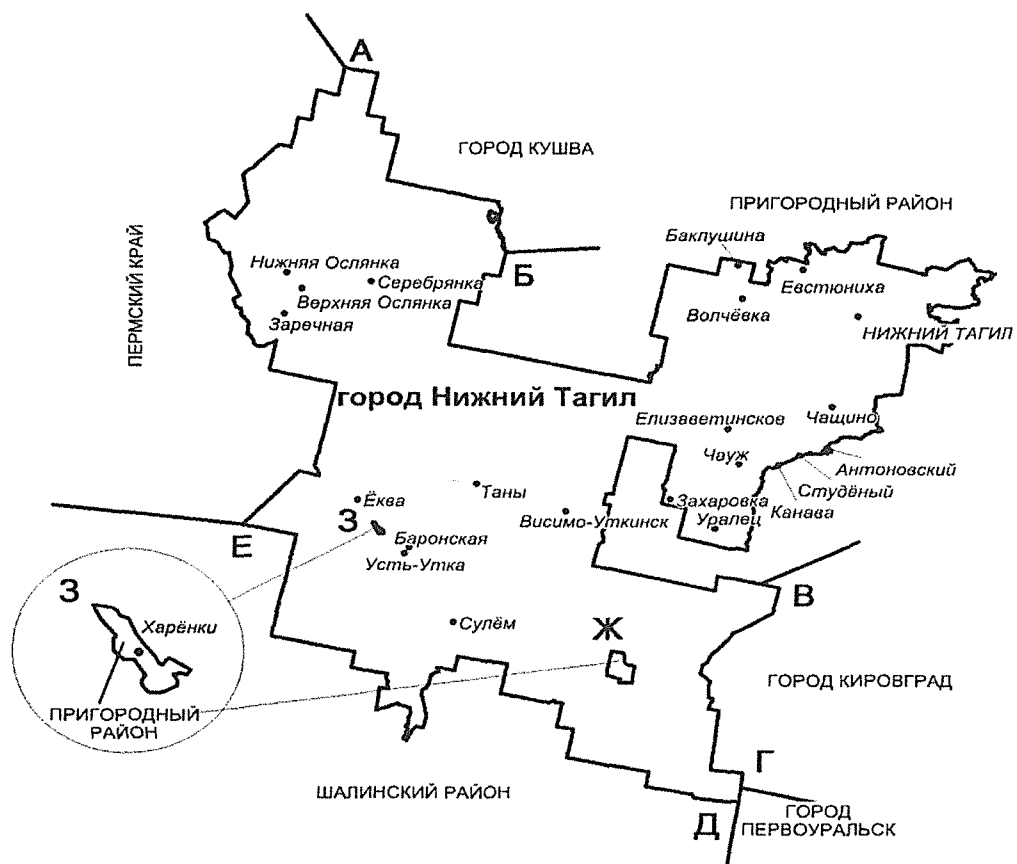 А
ГОРОД КУШВА
ПРИГОРОДНЫЙ РАЙОН
ПЕРМСКИЙ КРАЙ
Баклушина
Нижняя Ослянка
Серебрянка
Б
Евстюниха
Верхняя Ослянка
Волчёвка
Заречная
НИЖНИЙ ТАГИЛ
город Нижний Тагил
Елизаветинское
Чащино
Чауж
Антоновский
Ёква
Таны
Захаровка
Студёный
З
Висимо-Уткинск
Уралец
Канава
Е
Баронская
Усть-Утка
З
В
Харёнки
Сулём
Ж
ГОРОД КИРОВГРАД
ПРИГОРОДНЫЙ
РАЙОН
Г
ШАЛИНСКИЙ РАЙОН
Д
ГОРОД
ПЕРВОУРАЛЬСК